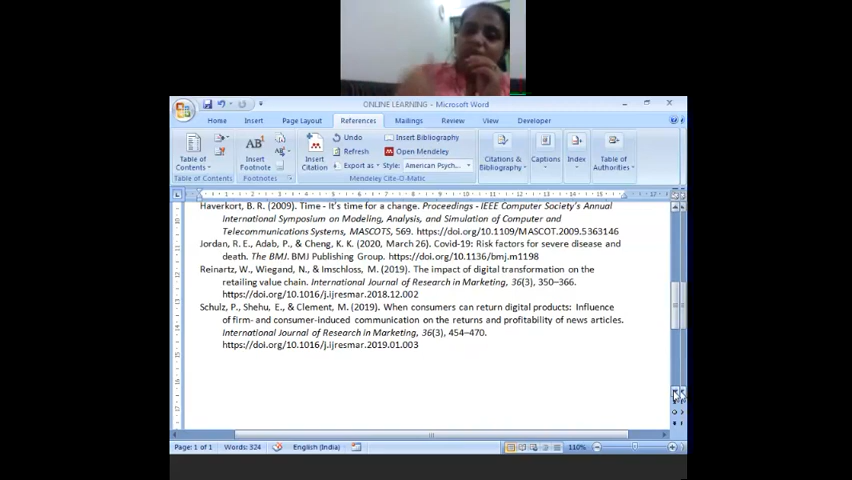 ONLINE LEARNING - Microsoft Word
Home Insert Page Layout References Mailings Review View Developer
Table of Contents
AB¹ Insert Footnote
Insert Citation
Undo
Refresh
Export as
Insert Bibliography
Open Mendeley
Style: American Psych...
Citations & Bibliography
Captions
Index
Table of Authorities
Table of Contents Footnotes Mendeley Cite-O-Matic
Haverkort, B. R. (2009). Time - It's time for a change. Proceedings - IEEE Computer Society's Annual
International Symposium on Modeling, Analysis, and Simulation of Computer and
Telecommunications Systems, MASCOTS, 569. https://doi.org/10.1109/MASCOT.2009.5363146
Jordan, R. E., Adab, P., & Cheng, K. K. (2020, March 26). Covid-19: Risk factors for severe disease and
death. The BMJ. BMJ Publishing Group. https://doi.org/10.1136/bmj.m1198
Reinartz, W., Wiegand, N., & Imschloss, M. (2019). The impact of digital transformation on the
retailing value chain. International Journal of Research in Marketing, 36(3), 350–366.
https://doi.org/10.1016/j.ijresmar.2018.12.002
Schulz, P., Shehu, E., & Clement, M. (2019). When consumers can return digital products: Influence
of firm- and consumer-induced communication on the returns and profitability of news articles.
International Journal of Research in Marketing, 36(3), 454–470.
https://doi.org/10.1016/j.ijresmar.2019.01.003
Page: 1 of 1 Words: 324 English (India) 110%